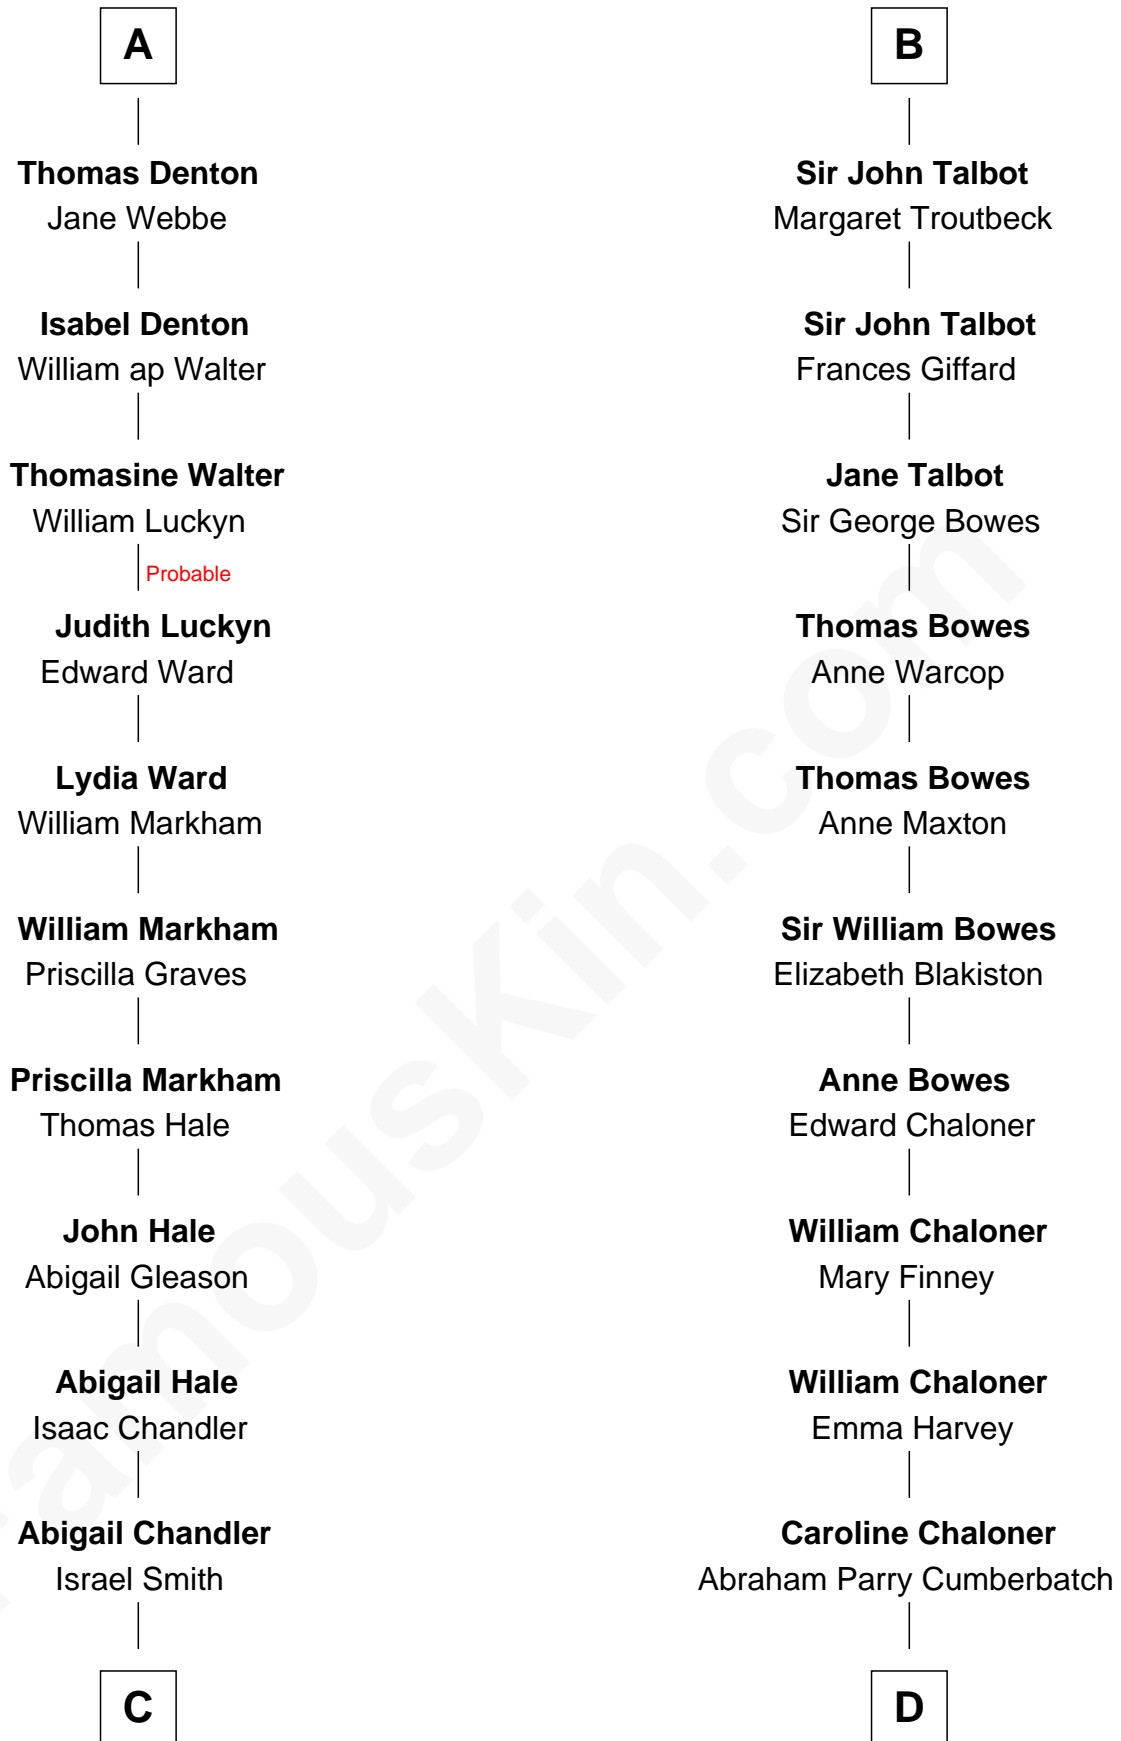 A
Thomas Denton
Jane Webbe
Isabel Denton
William ap Walter
Thomasine Walter
William Luckyn
Probable
Judith Luckyn
Edward Ward
Lydia Ward
William Markham
William Markham
Priscilla Graves
Priscilla Markham
Thomas Hale
John Hale
Abigail Gleason
Abigail Hale
Isaac Chandler
Abigail Chandler
Israel Smith
C
B
Sir John Talbot
Margaret Troutbeck
Sir John Talbot
Frances Giffard
Jane Talbot
Sir George Bowes
Thomas Bowes
Anne Warcop
Thomas Bowes
Anne Maxton
Sir William Bowes
Elizabeth Blakiston
Anne Bowes
Edward Chaloner
William Chaloner
Mary Finney
William Chaloner
Emma Harvey
Caroline Chaloner
Abraham Parry Cumberbatch
D
FamousKin.com